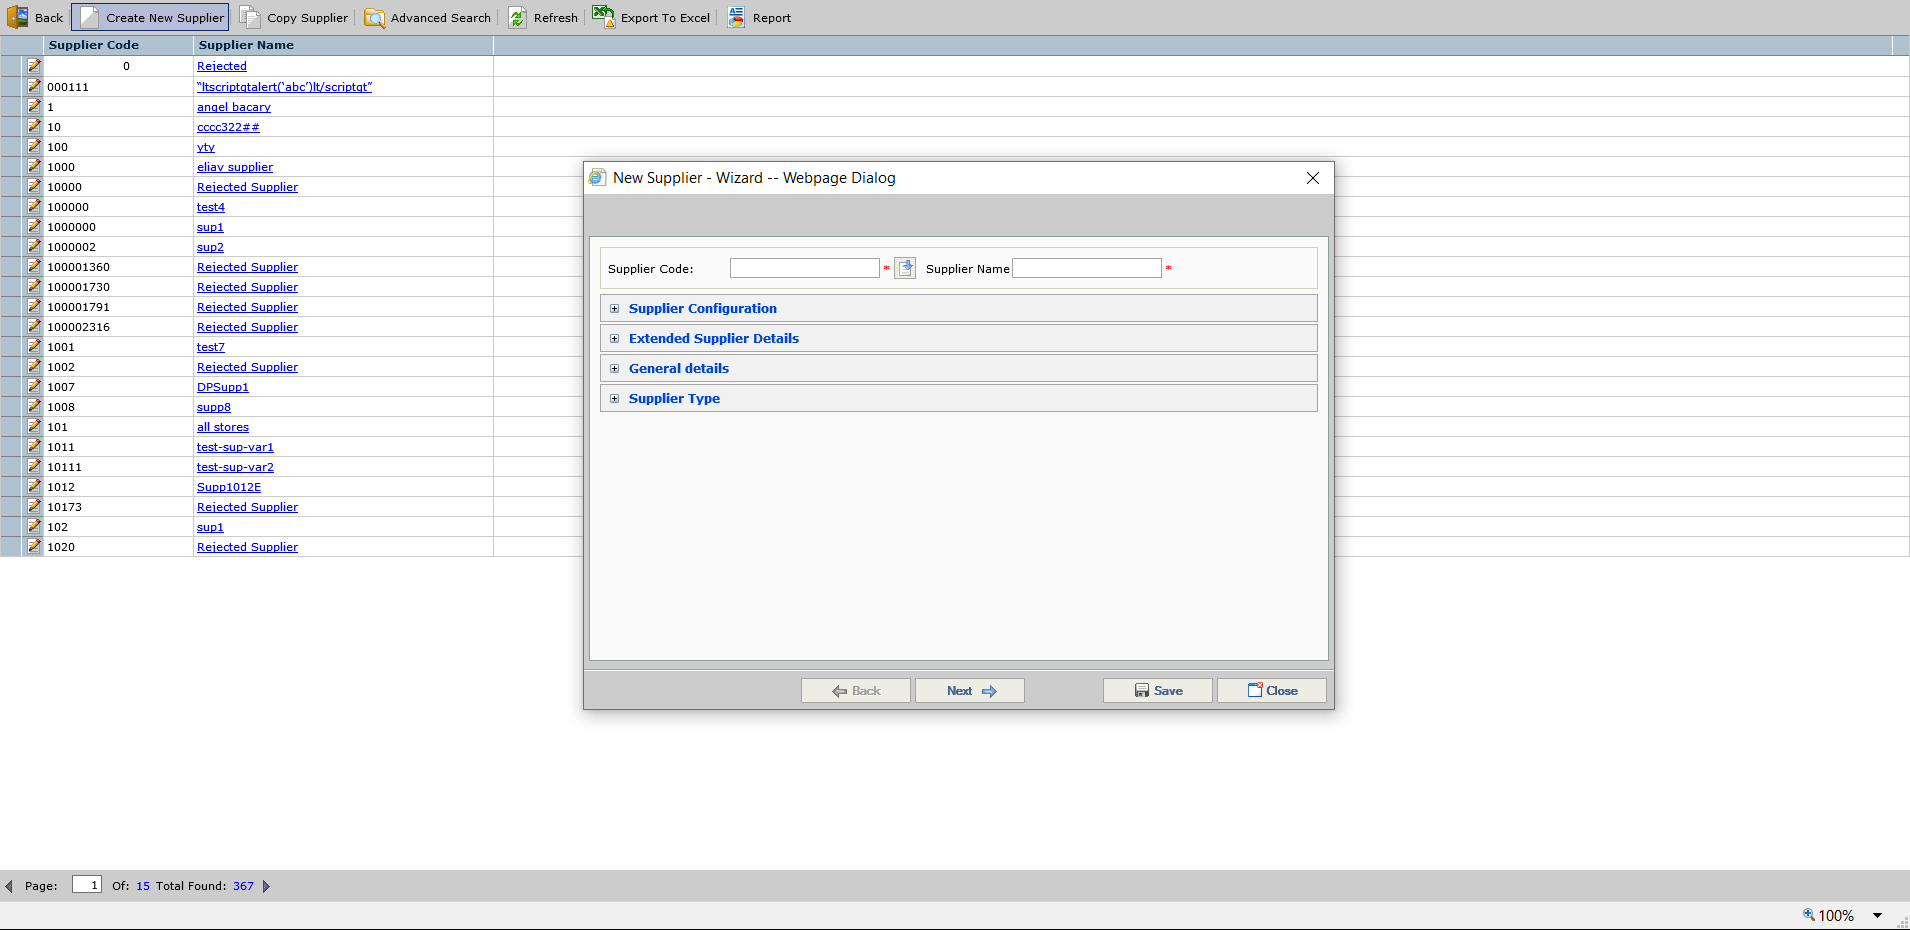 Back Create New Supplier Copy Supplier Advanced Search Refresh Export To Excel Report
Supplier Code Supplier Name
0 Rejected
000111 “ltscriptgtalert(‘abc’)lt/scriptgt”
1 angel bacary
10 cccc322##
100 yty
1000 eliav supplier
10000 Rejected Supplier
100000 test4
1000000 sup1
1000002 sup2
100001360 Rejected Supplier
100001730 Rejected Supplier
100001791 Rejected Supplier
100002316 Rejected Supplier
1001 test7
1002 Rejected Supplier
1007 DPSupp1
1008 supp8
101 all stores
1011 test-sup-var1
10111 test-sup-var2
1012 Supp1012E
10173 Rejected Supplier
102 sup1
1020 Rejected Supplier
New Supplier - Wizard -- Webpage Dialog
Supplier Code: * Supplier Name *
Supplier Configuration
Extended Supplier Details
General details
Supplier Type
Back Next Save Close
Page: 1 Of: 15 Total Found: 367
100%